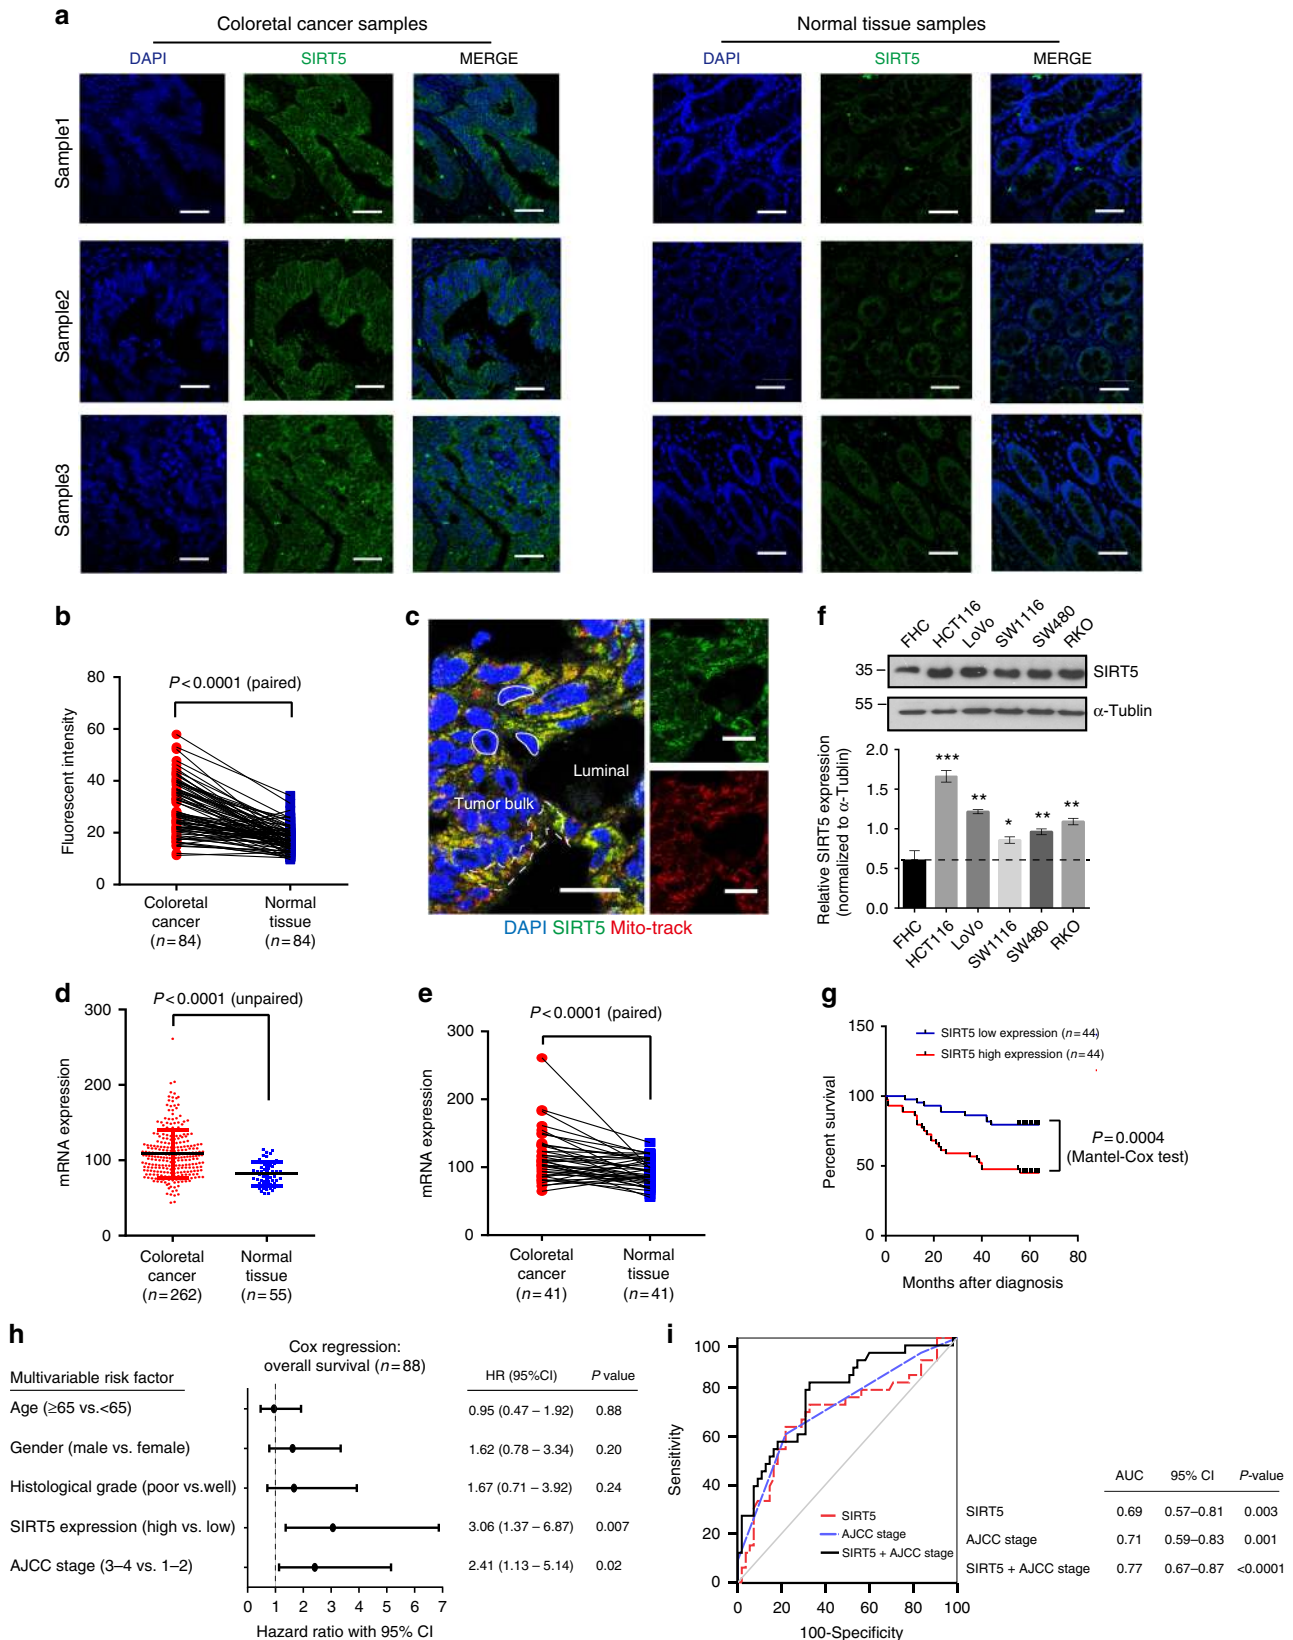 a
Coloretal cancer samples
Normal tissue samples
DAPI SIRT5 MERGE DAPI SIRT5 MERGE
Sample1
Sample2
Sample3
b
P < 0.0001 (paired)
Fluorescent intensity
80
60
40
20
0
Coloretal cancer (n = 84)
Normal tissue (n = 84)
c
Luminal
Tumor bulk
DAPI SIRT5 Mito-track
f
FHC HCT116 LoVo SW1116 SW480 RKO
35 SIRT5
55 α-Tublin
Relative SIRT5 expression
(normalized to α-Tublin)
2.0
1.5
1.0
0.5
0.0
*** ** * ** **
FHC HCT116 LoVo SW1116 SW480 RKO
d
P < 0.0001 (unpaired)
mRNA expression
300
200
100
0
Coloretal cancer (n = 262)
Normal tissue (n = 55)
e
P < 0.0001 (paired)
mRNA expression
300
200
100
0
Coloretal cancer (n = 41)
Normal tissue (n = 41)
g
SIRT5 low expression (n = 44)
SIRT5 high expression (n = 44)
Percent survival
150
100
50
0
P = 0.0004
(Mantel-Cox test)
0 20 40 60 80
Months after diagnosis
h
Cox regression:
overall survival (n = 88)
Multivariable risk factor HR (95%CI) P value
Age (≥65 vs.<65) 0.95 (0.47 – 1.92) 0.88
Gender (male vs. female) 1.62 (0.78 – 3.34) 0.20
Histological grade (poor vs.well) 1.67 (0.71 – 3.92) 0.24
SIRT5 expression (high vs. low) 3.06 (1.37 – 6.87) 0.007
AJCC stage (3–4 vs. 1–2) 2.41 (1.13 – 5.14) 0.02
0 1 2 3 4 5 6 7
Hazard ratio with 95% CI
i
Sensitivity
100
80
60
40
20
0
SIRT5
AJCC stage
SIRT5 + AJCC stage
0 20 40 60 80 100
100-Specificity
AUC 95% CI P-value
SIRT5 0.69 0.57–0.81 0.003
AJCC stage 0.71 0.59–0.83 0.001
SIRT5 + AJCC stage 0.77 0.67–0.87 <0.0001